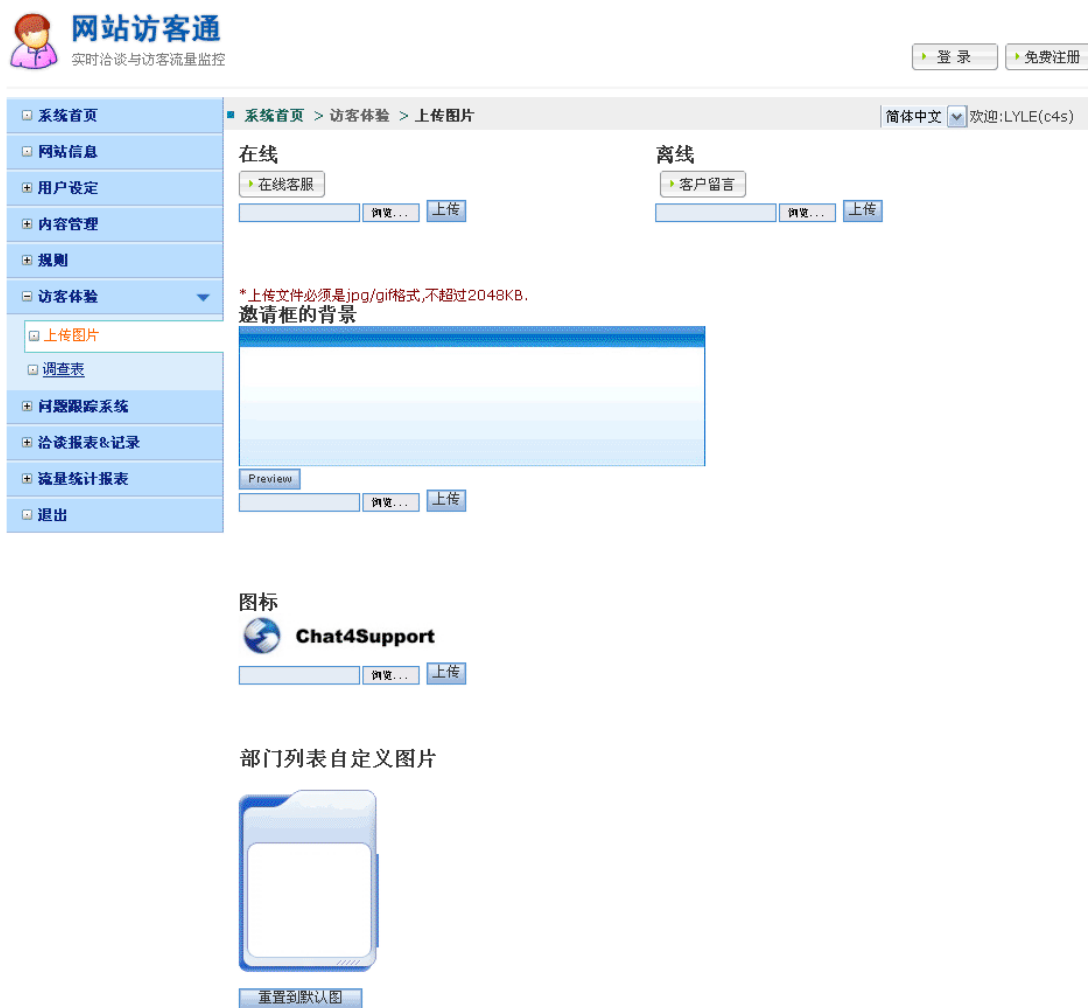 网站访客通
实时洽谈与访客流量监控
登 录 免费注册
系统首页
网站信息
用户设定
内容管理
规则
访客体验
上传图片
调查表
问题跟踪系统
洽谈报表&记录
流量统计报表
退出
系统首页 > 访客体验 > 上传图片
简体中文 欢迎:LYLE(c4s)
在线 离线
在线客服 客户留言
浏览... 上传 浏览... 上传
*上传文件必须是jpg/gif格式,不超过2048KB.
邀请框的背景
Preview
浏览... 上传
图标
Chat4Support
浏览... 上传
部门列表自定义图片
重置到默认图